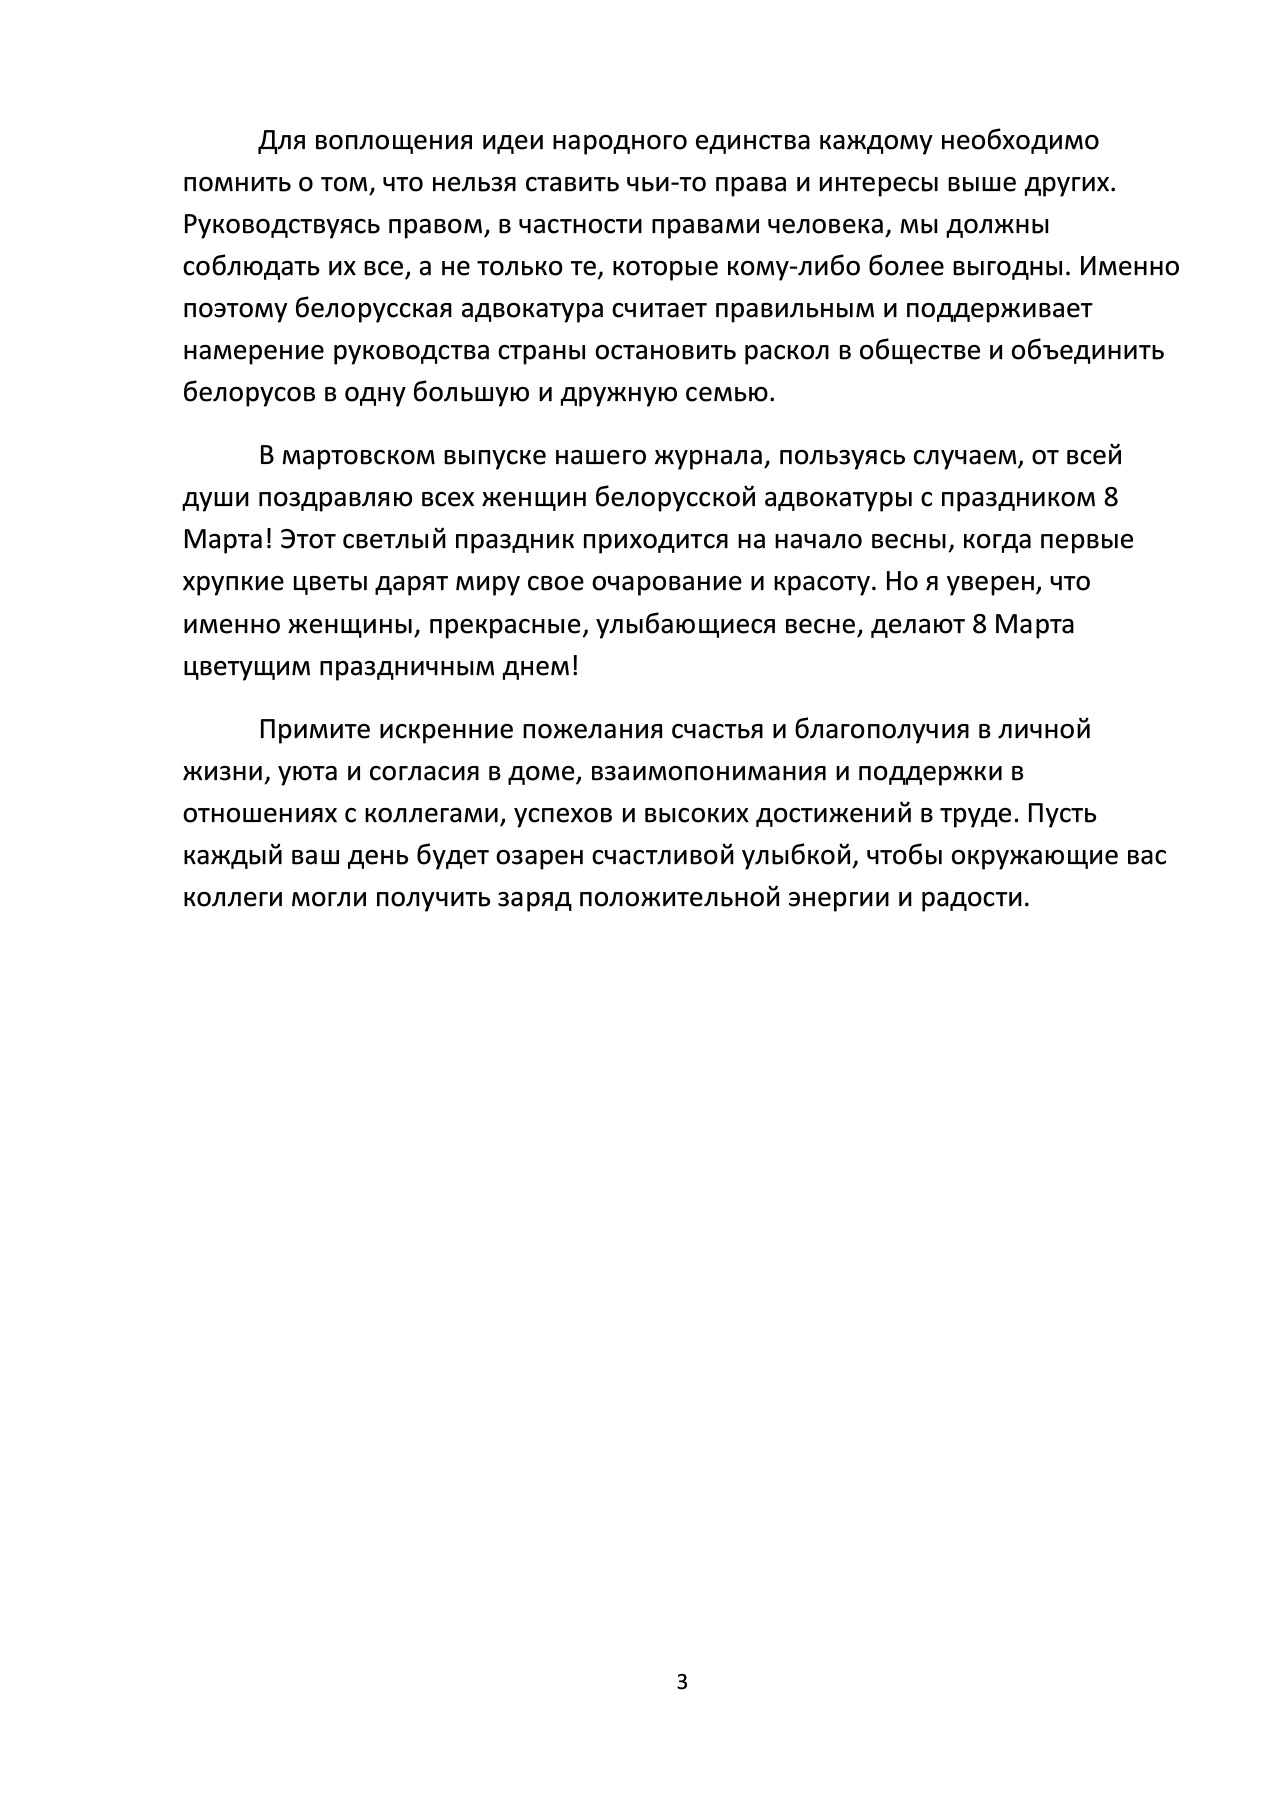 Для воплощения идеи народного единства каждому необходимо
помнить о том, что нельзя ставить чьи-то права и интересы выше других.
Руководствуясь правом, в частности правами человека, мы должны
соблюдать их все, а не только те, которые кому-либо более выгодны. Именно
поэтому белорусская адвокатура считает правильным и поддерживает
намерение руководства страны остановить раскол в обществе и объединить
белорусов в одну большую и дружную семью.
В мартовском выпуске нашего журнала, пользуясь случаем, от всей
души поздравляю всех женщин белорусской адвокатуры с праздником 8
Марта! Этот светлый праздник приходится на начало весны, когда первые
хрупкие цветы дарят миру свое очарование и красоту. Но я уверен, что
именно женщины, прекрасные, улыбающиеся весне, делают 8 Марта
цветущим праздничным днем!
Примите искренние пожелания счастья и благополучия в личной
жизни, уюта и согласия в доме, взаимопонимания и поддержки в
отношениях с коллегами, успехов и высоких достижений в труде. Пусть
каждый ваш день будет озарен счастливой улыбкой, чтобы окружающие вас
коллеги могли получить заряд положительной энергии и радости.
3